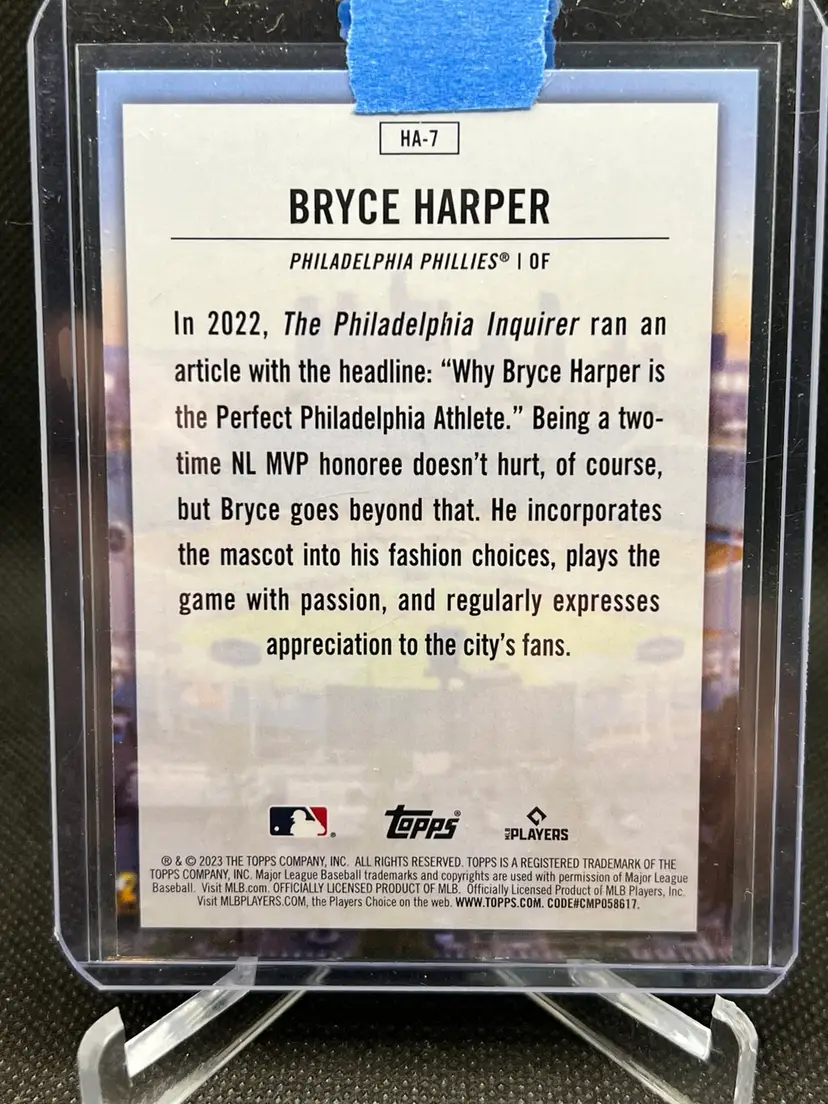 HA-7
BRYCE HARPER
PHILADELPHIA PHILLIES® | OF
In 2022, The Philadelphia Inquirer ran an
article with the headline: “Why Bryce Harper is
the Perfect Philadelphia Athlete.” Being a two-
time NL MVP honoree doesn’t hurt, of course,
but Bryce goes beyond that. He incorporates
the mascot into his fashion choices, plays the
game with passion, and regularly expresses
appreciation to the city’s fans.
Topps® MLB PLAYERS
® & © 2023 THE TOPPS COMPANY, INC. ALL RIGHTS RESERVED. TOPPS IS A REGISTERED TRADEMARK OF THE
TOPPS COMPANY, INC. Major League Baseball trademarks and copyrights are used with permission of Major League
Baseball. Visit MLB.com. OFFICIALLY LICENSED PRODUCT OF MLB. Officially Licensed Product of MLB Players, Inc.
Visit MLBPLAYERS.COM, the Players Choice on the web. WWW.TOPPS.COM. CODE#CMP058617.